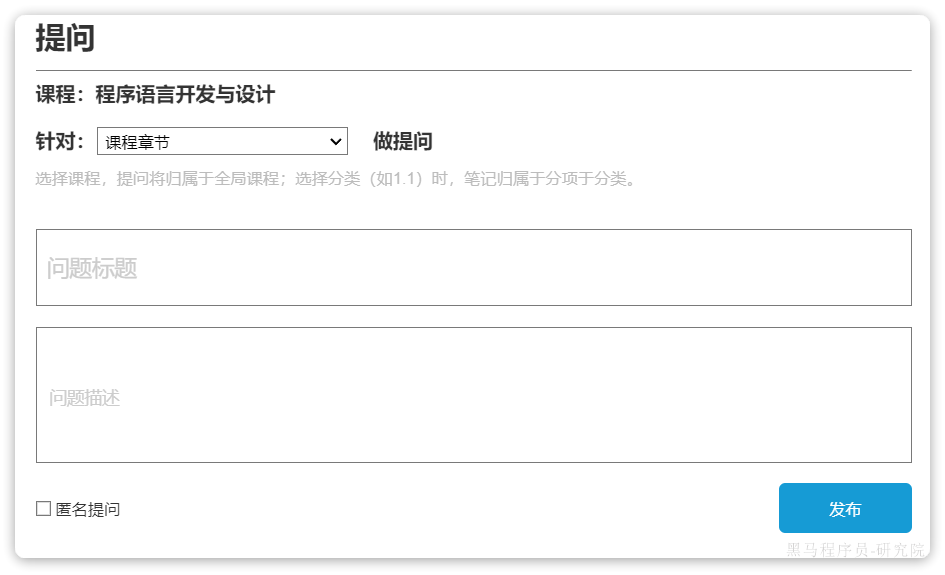 提问
课程：程序语言开发与设计
针对： 课程章节 做提问
选择课程，提问将归属于全局课程；选择分类（如1.1）时，笔记归属于分项于分类。
问题标题
问题描述
匿名提问 发布
黑马程序员-研究院